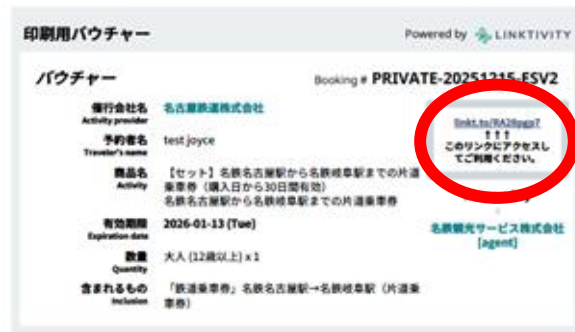 印刷用バウチャー
Powered by LINKTIVITY
バウチャー
Booking # PRIVATE-20251215-ESV2
催行会社名 名古屋鉄道株式会社
Activity provider
予約者名 test joyce
Traveler's name
商品名 【セット】名鉄名古屋駅から名鉄岐阜駅までの片道
Activity 乗車券（購入日から30日間有効）
名鉄名古屋駅から名鉄岐阜駅までの片道乗車券
有効期限 2026-01-13 (Tue)
Expiration date
数量 大人 (12歳以上) x 1
Quantity
含まれるもの 「鉄道乗車券」名鉄名古屋駅→名鉄岐阜駅（片道乗
Inclusion 車券）
↑↑↑
このリンクにアクセスし
てご利用ください。
名鉄観光サービス株式会社
[agent]